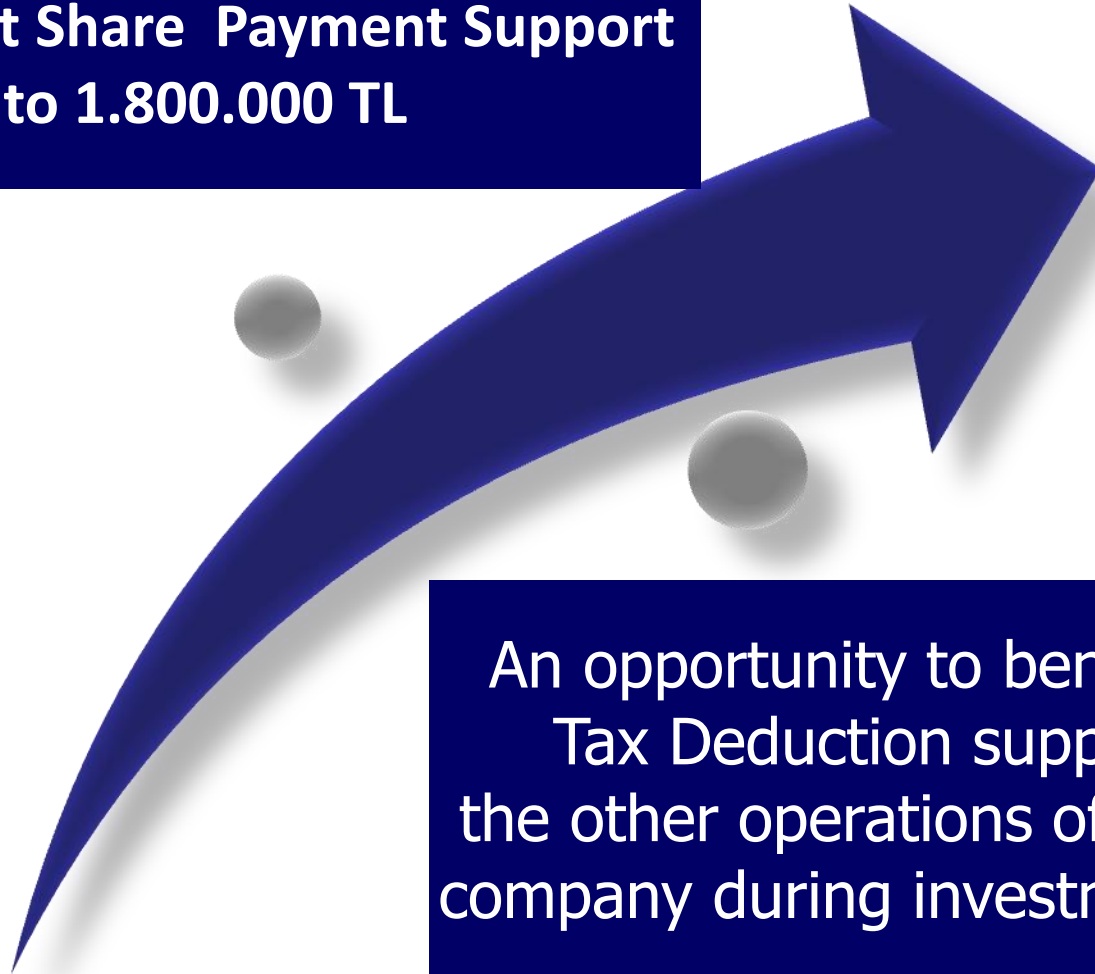 t Share Payment Support
to 1.800.000 TL
An opportunity to ben
Tax Deduction supp
the other operations of
company during invest